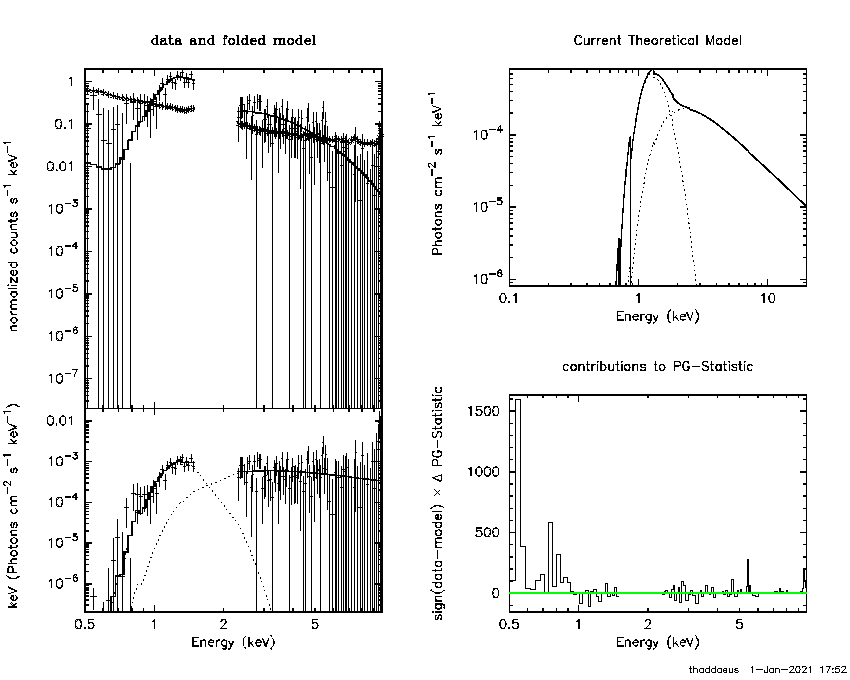 data and folded model
normalized counts s⁻¹ keV⁻¹
1
0.1
0.01
10⁻³
10⁻⁴
10⁻⁵
10⁻⁶
10⁻⁷
keV (Photons cm⁻² s⁻¹ keV⁻¹)
0.01
10⁻³
10⁻⁴
10⁻⁵
10⁻⁶
0.5 1 2 5
Energy (keV)
Current Theoretical Model
Photons cm⁻² s⁻¹ keV⁻¹
10⁻⁴
10⁻⁵
10⁻⁶
0.1 1 10
Energy (keV)
contributions to PG−Statistic
sign(data−model) × Δ PG−Statistic
1500
1000
500
0
0.5 1 2 5
Energy (keV)
thaddaeus 1−Jan−2021 17:52